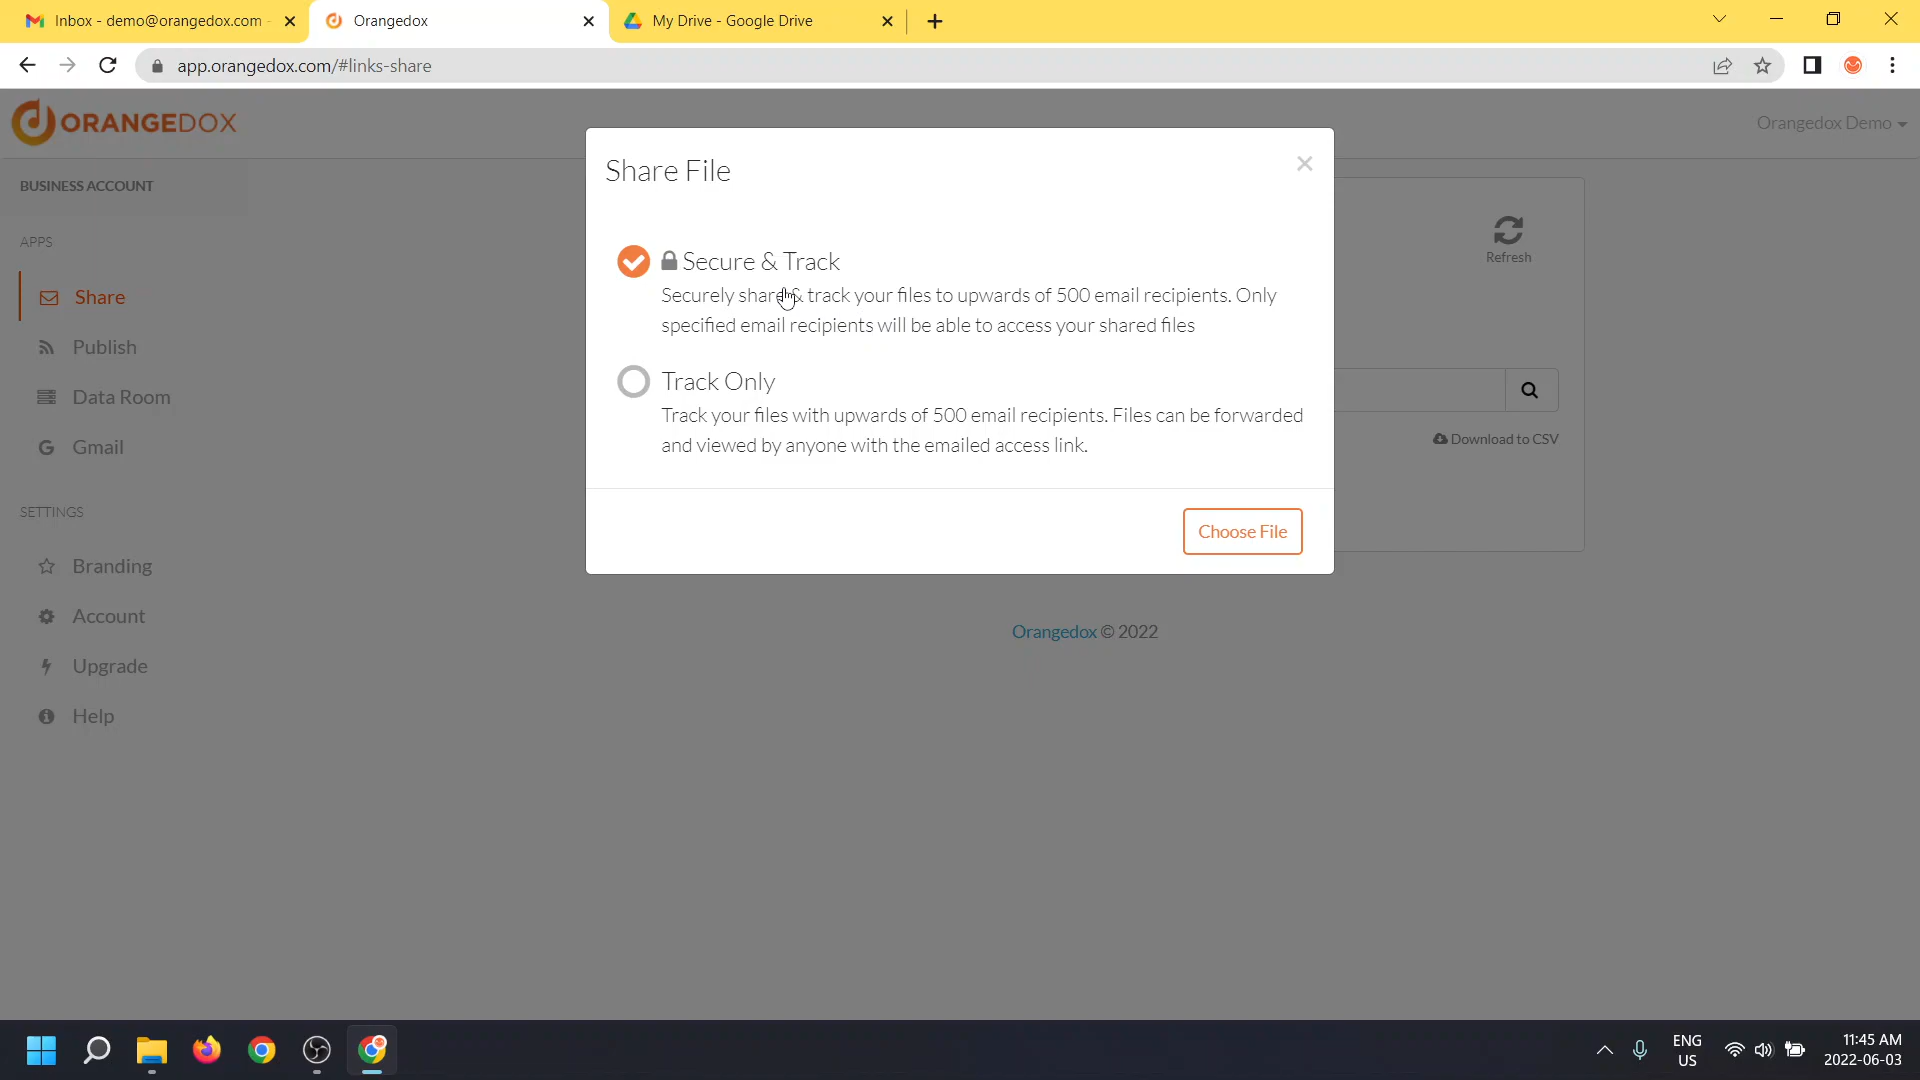 Inbox - demo@orangedox.com -
Orangedox
My Drive - Google Drive
app.orangedox.com/#links-share
ORANGEDOX
Orangedox Demo
BUSINESS ACCOUNT
APPS
Share
Publish
Data Room
Gmail
SETTINGS
Branding
Account
Upgrade
Help
Share File
Secure & Track
Securely share & track your files to upwards of 500 email recipients. Only
specified email recipients will be able to access your shared files
Track Only
Track your files with upwards of 500 email recipients. Files can be forwarded
and viewed by anyone with the emailed access link.
Choose File
Refresh
Download to CSV
Orangedox © 2022
ENG
US
11:45 AM
2022-06-03